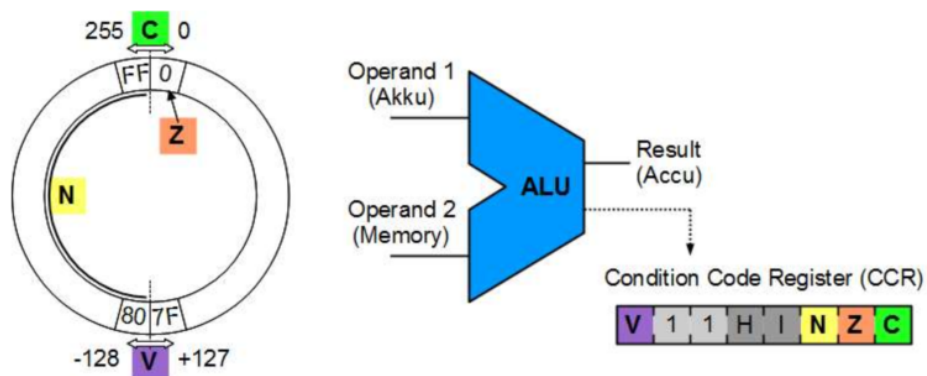 255 C 0
FF 0
Z
N
80 7F
-128 V +127
Operand 1
(Akku)
ALU
Result
(Accu)
Operand 2
(Memory)
Condition Code Register (CCR)
V 1 1 H I N Z C